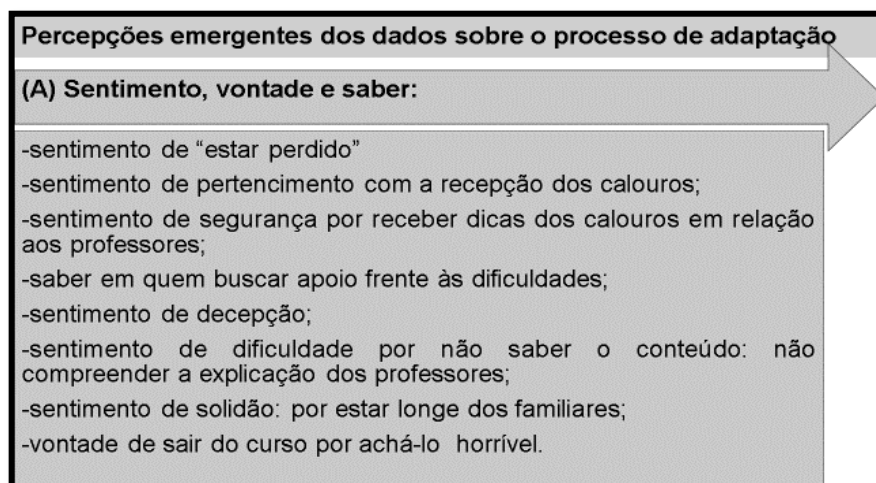 Percepções emergentes dos dados sobre o processo de adaptação
(A) Sentimento, vontade e saber:
-sentimento de “estar perdido”
-sentimento de pertencimento com a recepção dos calouros;
-sentimento de segurança por receber dicas dos calouros em relação
aos professores;
-saber em quem buscar apoio frente às dificuldades;
-sentimento de decepção;
-sentimento de dificuldade por não saber o conteúdo: não
compreender a explicação dos professores;
-sentimento de solidão: por estar longe dos familiares;
-vontade de sair do curso por achá-lo horrível.